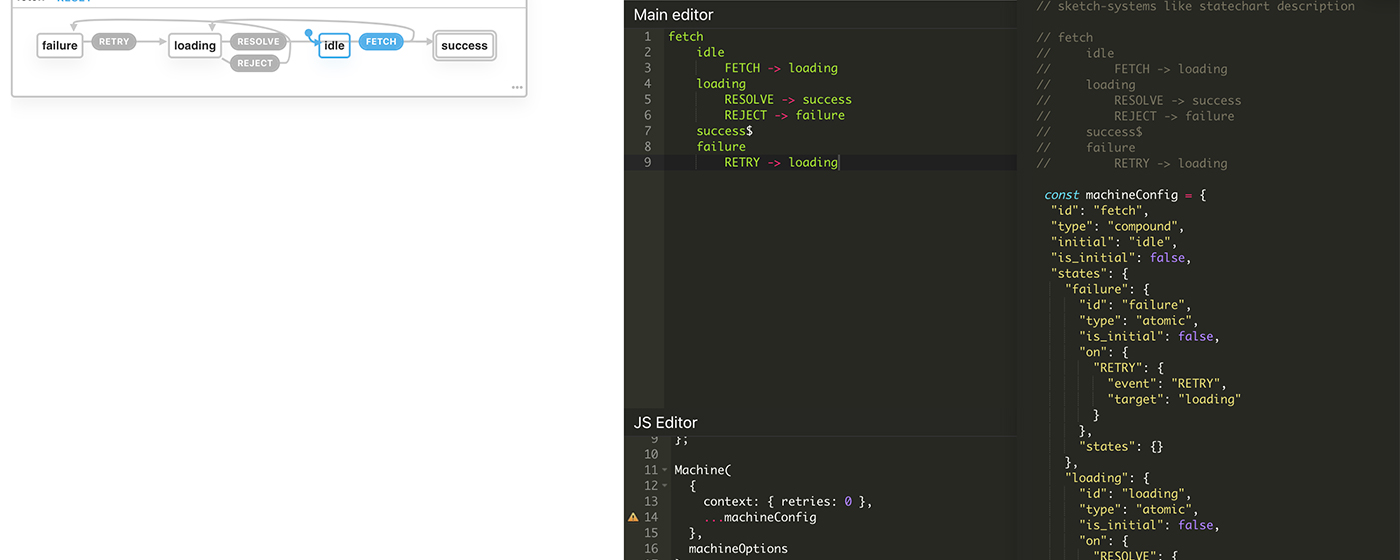 fetch RESET
failure RETRY loading RESOLVE idle FETCH success
REJECT
Main editor
1 fetch
2 idle
3 FETCH -> loading
4 loading
5 RESOLVE -> success
6 REJECT -> failure
7 success$
8 failure
9 RETRY -> loading
JS Editor
9 };
10
11 Machine(
12 {
13 context: { retries: 0 },
14 ...machineConfig
15 },
16 machineOptions
// sketch-systems like statechart description
// fetch
// idle
// FETCH -> loading
// loading
// RESOLVE -> success
// REJECT -> failure
// success$
// failure
// RETRY -> loading
const machineConfig = {
"id": "fetch",
"type": "compound",
"initial": "idle",
"is_initial": false,
"states": {
"failure": {
"id": "failure",
"type": "atomic",
"is_initial": false,
"on": {
"RETRY": {
"event": "RETRY",
"target": "loading"
}
},
"states": {}
},
"loading": {
"id": "loading",
"type": "atomic",
"is_initial": false,
"on": {
"RESOLVE": {